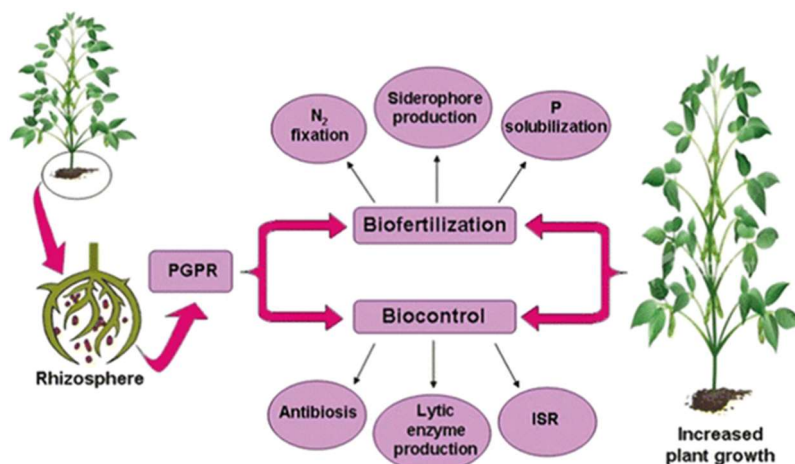 N₂
fixation
Siderophore
production
P
solubilization
Biofertilization
PGPR
Biocontrol
Rhizosphere
Antibiosis
Lytic
enzyme
production
ISR
Increased
plant growth